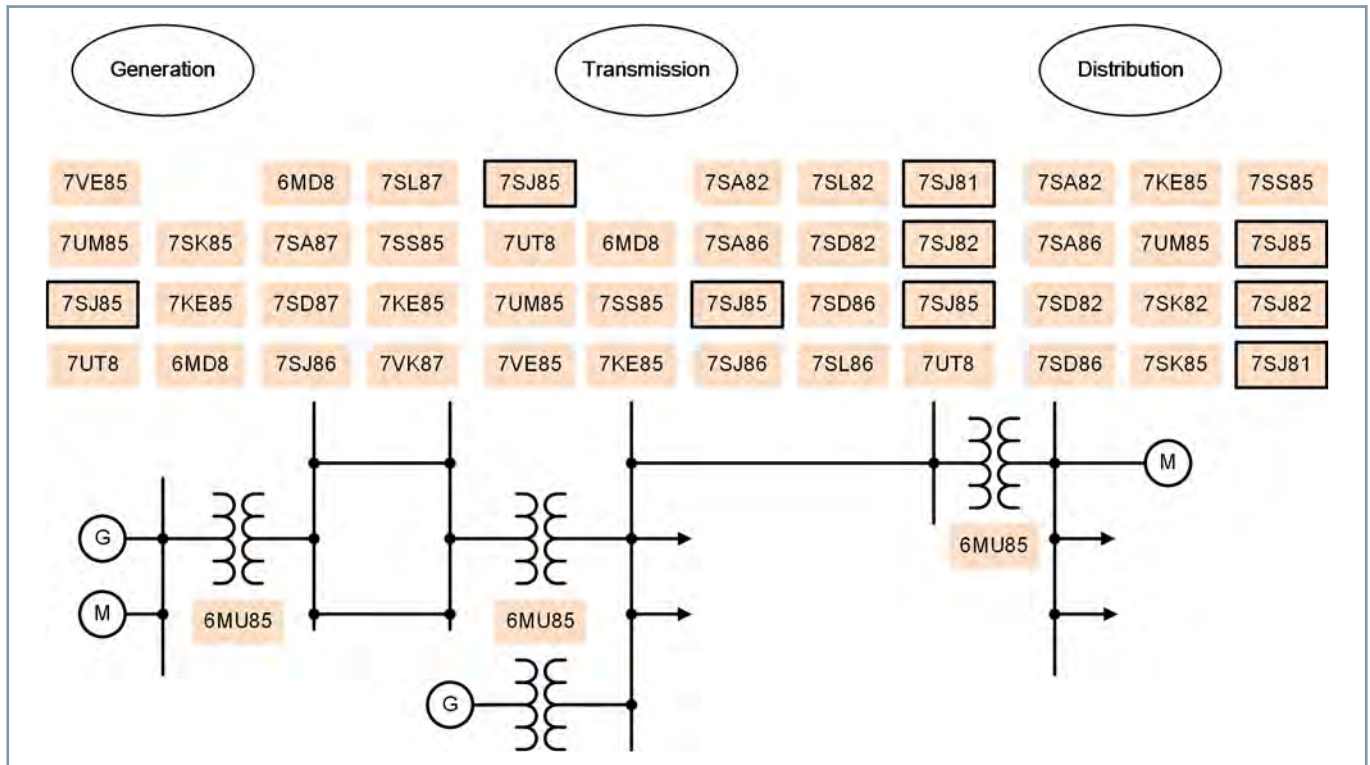 Generation Transmission Distribution
7VE85 6MD8 7SL87 7SJ85 7SA82 7SL82 7SJ81 7SA82 7KE85 7SS85
7UM85 7SK85 7SA87 7SS85 7UT8 6MD8 7SA86 7SD82 7SJ82 7SA86 7UM85 7SJ85
7SJ85 7KE85 7SD87 7KE85 7UM85 7SS85 7SJ85 7SD86 7SJ85 7SD82 7SK82 7SJ82
7UT8 6MD8 7SJ86 7VK87 7VE85 7KE85 7SJ86 7SL86 7UT8 7SD86 7SK85 7SJ81
M
G
6MU85
M
6MU85 6MU85
G